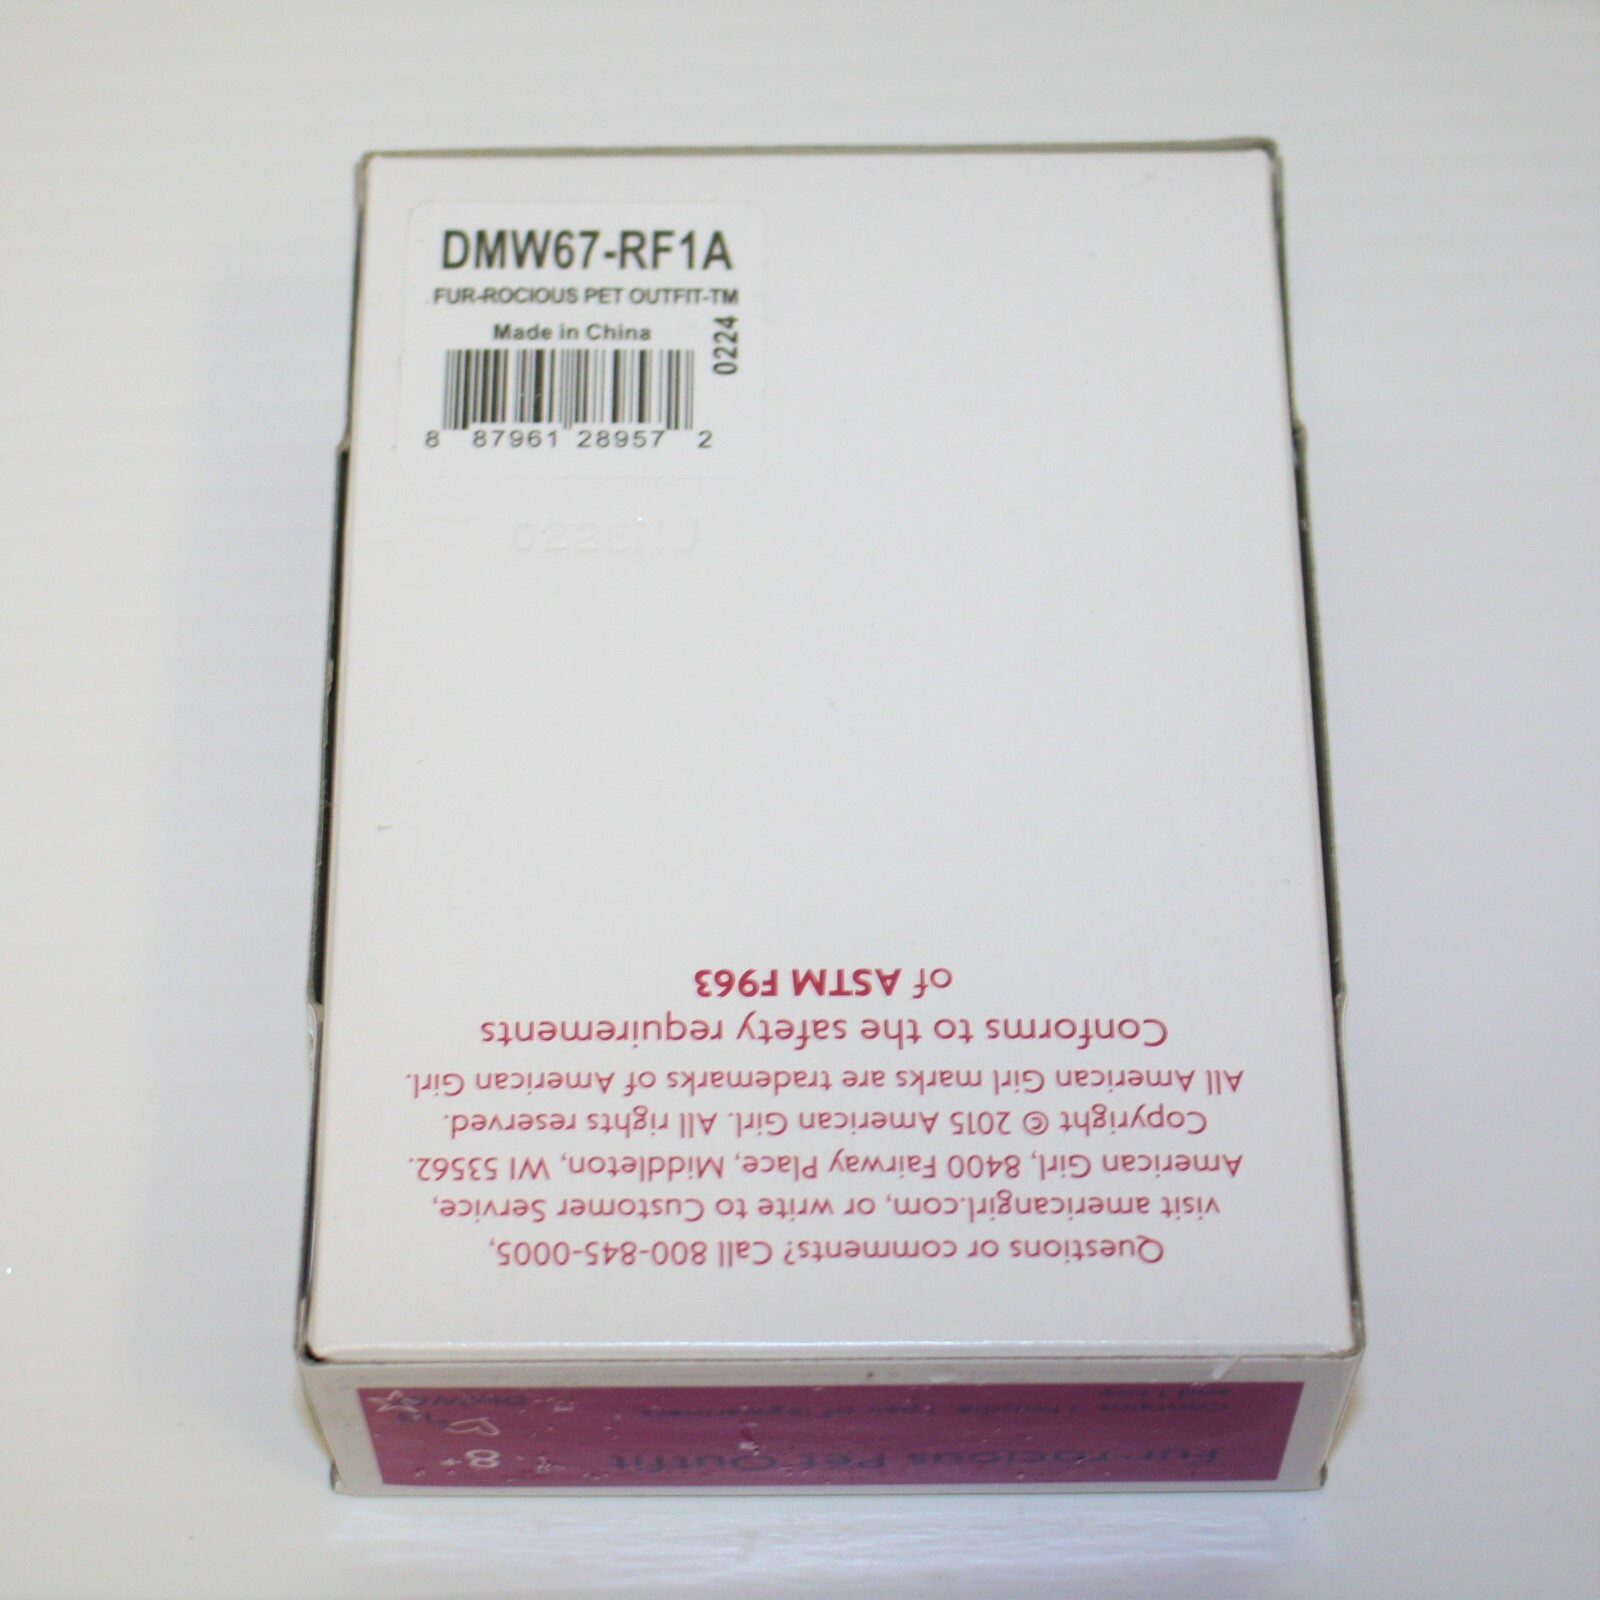 DMW67-RF1A
FUR-ROCIOUS PET OUTFIT-TM
Made in China
0224
8 87961 28957 2
Questions or comments? Call 800-845-0005,
visit americangirl.com, or write to Customer Service,
American Girl, 8400 Fairway Place, Middleton, WI 53562.
Copyright © 2015 American Girl. All rights reserved.
All American Girl marks are trademarks of American Girl.
Conforms to the safety requirements
of ASTM F963
Fur-rocious Pet Outfit
8+